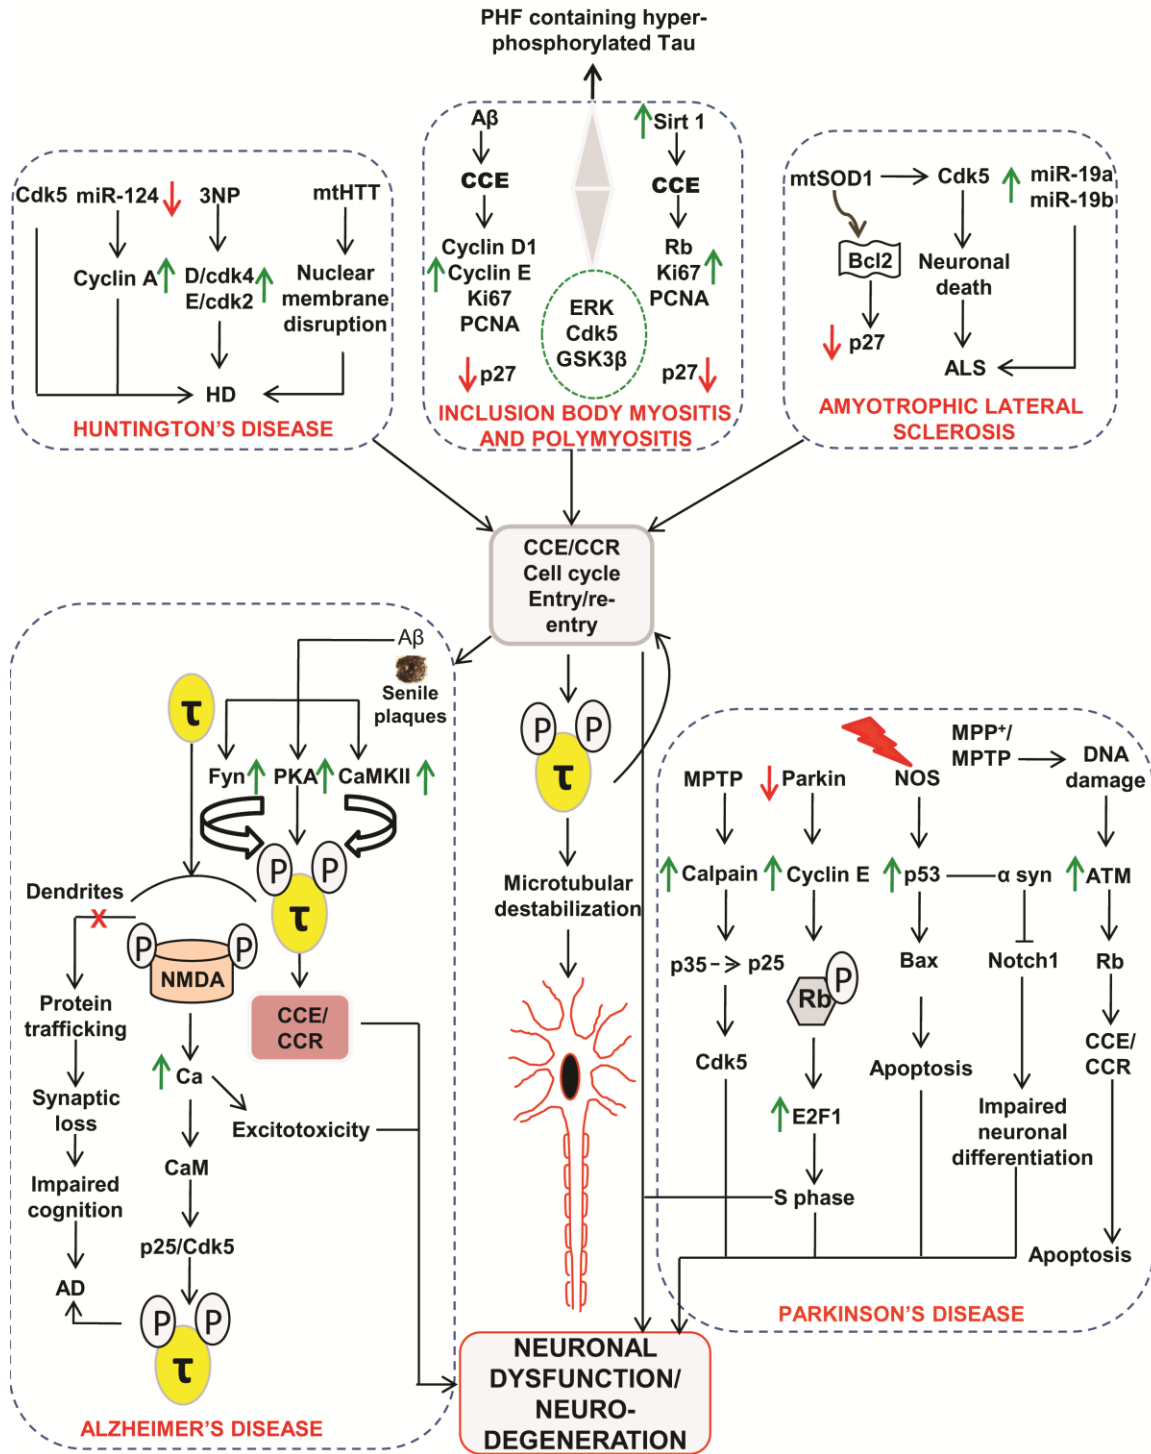 PHF containing hyper-
phosphorylated Tau
Cdk5 miR-124 3NP mtHTT
Cyclin A
D/cdk4
E/cdk2
Nuclear
membrane
disruption
HD
HUNTINGTON'S DISEASE
Aβ
CCE
Cyclin D1
Cyclin E
Ki67
PCNA
p27
ERK
Cdk5
GSK3β
Sirt 1
CCE
Rb
Ki67
PCNA
p27
INCLUSION BODY MYOSITIS
AND POLYMYOSITIS
mtSOD1
Cdk5
miR-19a
miR-19b
Bcl2
Neuronal
death
p27
ALS
AMYOTROPHIC LATERAL
SCLEROSIS
CCE/CCR
Cell cycle
Entry/re-
entry
Aβ
Senile
plaques
τ
Fyn PKA CaMKII
P P
τ
Dendrites
X
P P
NMDA
Protein
trafficking
Synaptic
loss
Impaired
cognition
AD
CCE/
CCR
Ca
Excitotoxicity
CaM
p25/Cdk5
P P
τ
ALZHEIMER'S DISEASE
P P
τ
Microtubular
destabilization
MPTP
Calpain
p35 p25
Cdk5
Parkin
Cyclin E
Rb P
E2F1
S phase
NOS
p53
α syn
Bax
Apoptosis
Notch1
Impaired
neuronal
differentiation
MPP⁺/
MPTP
DNA
damage
ATM
Rb
CCE/
CCR
Apoptosis
PARKINSON'S DISEASE
NEURONAL
DYSFUNCTION/
NEURO-
DEGENERATION